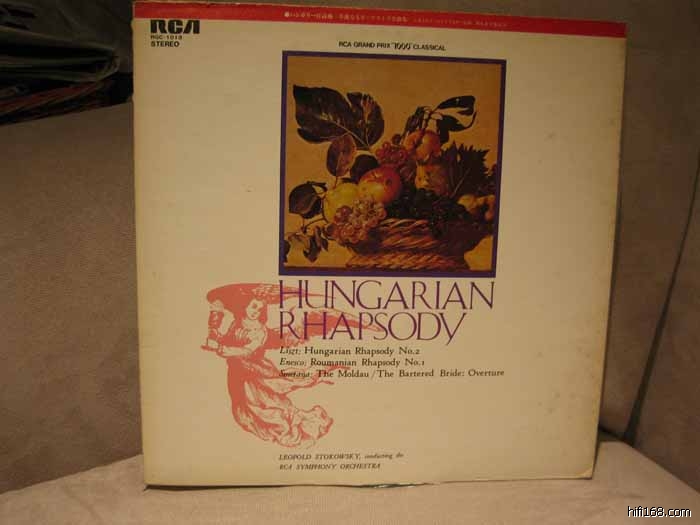 RCA
RGC-1013
STEREO
RCA GRAND PRIX "1000" CLASSICAL
HUNGARIAN
RHAPSODY
Liszt: Hungarian Rhapsody No.2
Enesco: Roumanian Rhapsody No.1
Smetana: The Moldau / The Bartered Bride: Overture
LEOPOLD STOKOWSKY, conducting the
RCA SYMPHONY ORCHESTRA
hifi168.com